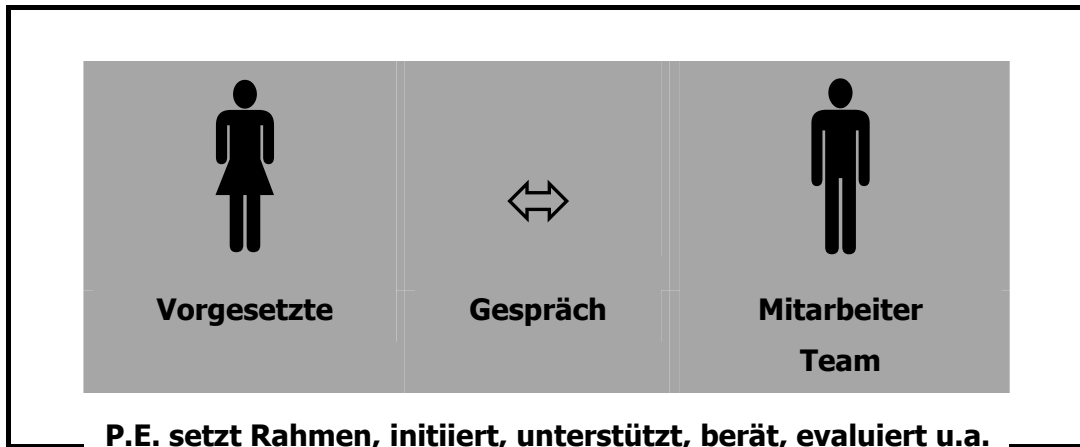 Vorgesetzte Gespräch Mitarbeiter
Team
P.E. setzt Rahmen, initiiert, unterstützt, berät, evaluiert u.a.